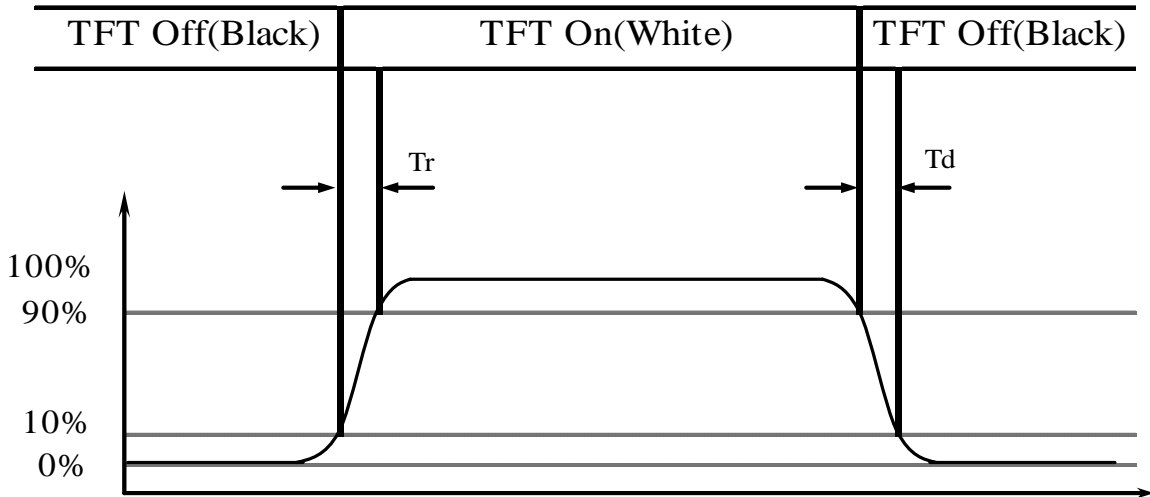 TFT Off(Black) TFT On(White) TFT Off(Black)
Tr Td
100%
90%
10%
0%